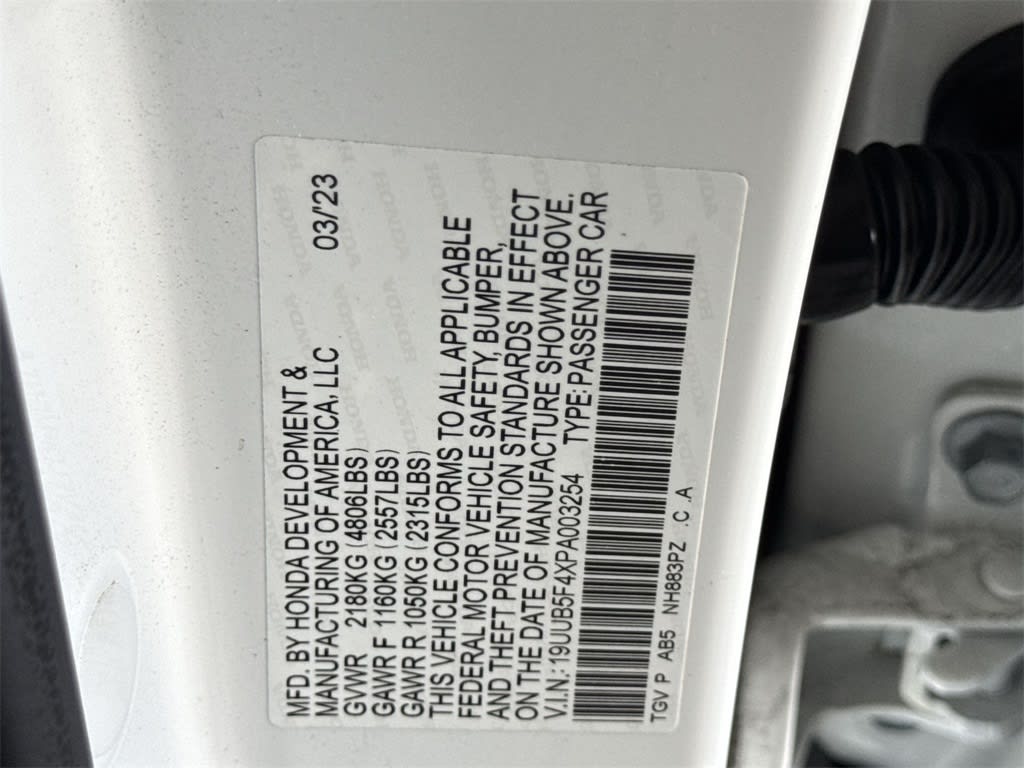 MFD. BY HONDA DEVELOPMENT &
MANUFACTURING OF AMERICA, LLC 03/'23
GVWR 2180KG (4806LBS)
GAWR F 1160KG (2557LBS)
GAWR R 1050KG (2315LBS)
THIS VEHICLE CONFORMS TO ALL APPLICABLE
FEDERAL MOTOR VEHICLE SAFETY, BUMPER,
AND THEFT PREVENTION STANDARDS IN EFFECT
ON THE DATE OF MANUFACTURE SHOWN ABOVE.
V.I.N.:19UUB5F4XPA003254 TYPE: PASSENGER CAR
TGV P AB5 NH883PZ .C .A